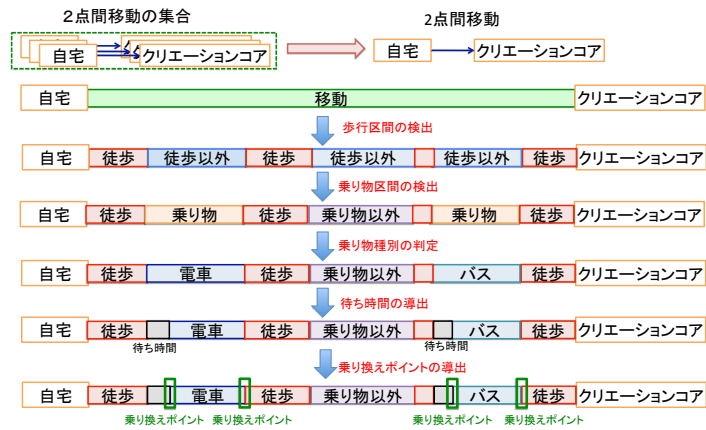 ２点間移動の集合
2点間移動
自宅 クリエーションコア
自宅 クリエーションコア
自宅 移動 クリエーションコア
歩行区間の検出
自宅 徒歩 徒歩以外 徒歩 徒歩以外 徒歩以外 徒歩 クリエーションコア
乗り物区間の検出
自宅 徒歩 乗り物 徒歩 乗り物以外 乗り物 徒歩 クリエーションコア
乗り物種別の判定
自宅 徒歩 電車 徒歩 乗り物以外 バス 徒歩 クリエーションコア
待ち時間の導出
自宅 徒歩 電車 徒歩 乗り物以外 バス 徒歩 クリエーションコア
待ち時間 待ち時間
乗り換えポイントの導出
自宅 徒歩 電車 徒歩 乗り物以外 バス 徒歩 クリエーションコア
乗り換えポイント 乗り換えポイント 乗り換えポイント 乗り換えポイント